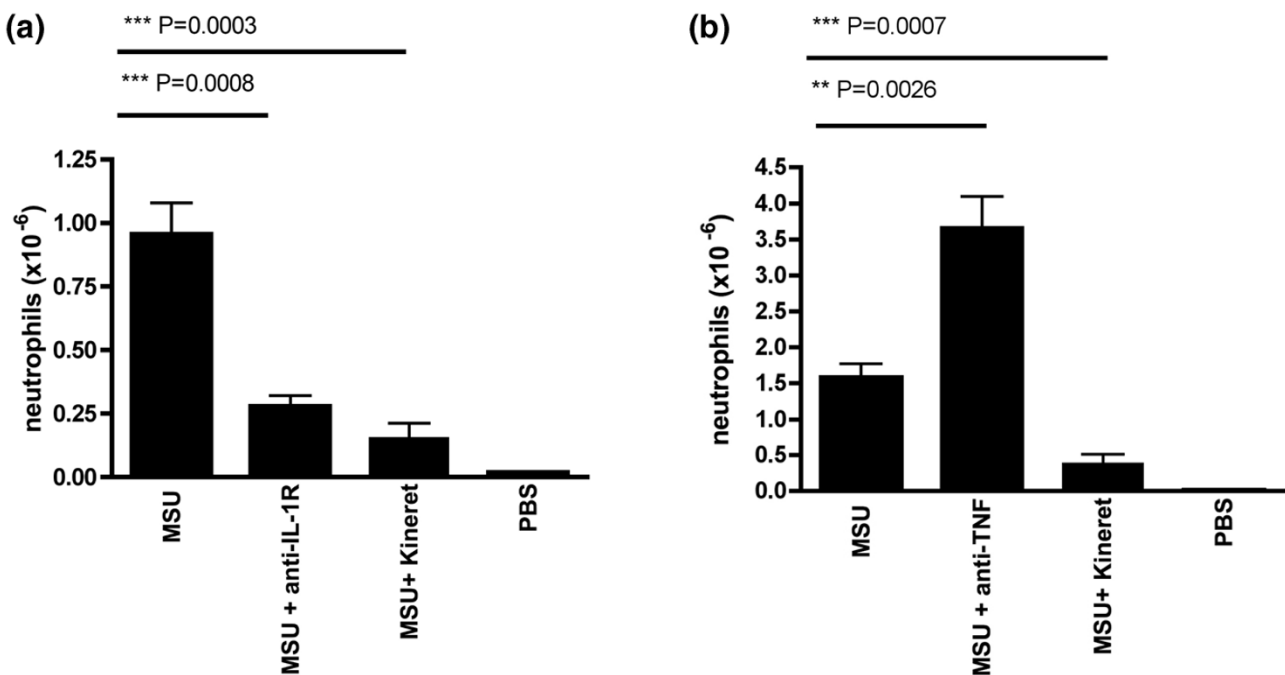 (a)
*** P=0.0003
*** P=0.0008
1.25
1.00
0.75
0.50
0.25
0.00
neutrophils (x10⁻⁶)
MSU
MSU + anti-IL-1R
MSU+ Kineret
PBS
(b)
*** P=0.0007
** P=0.0026
4.5
4.0
3.5
3.0
2.5
2.0
1.5
1.0
0.5
0.0
neutrophils (x10⁻⁶)
MSU
MSU + anti-TNF
MSU+ Kineret
PBS